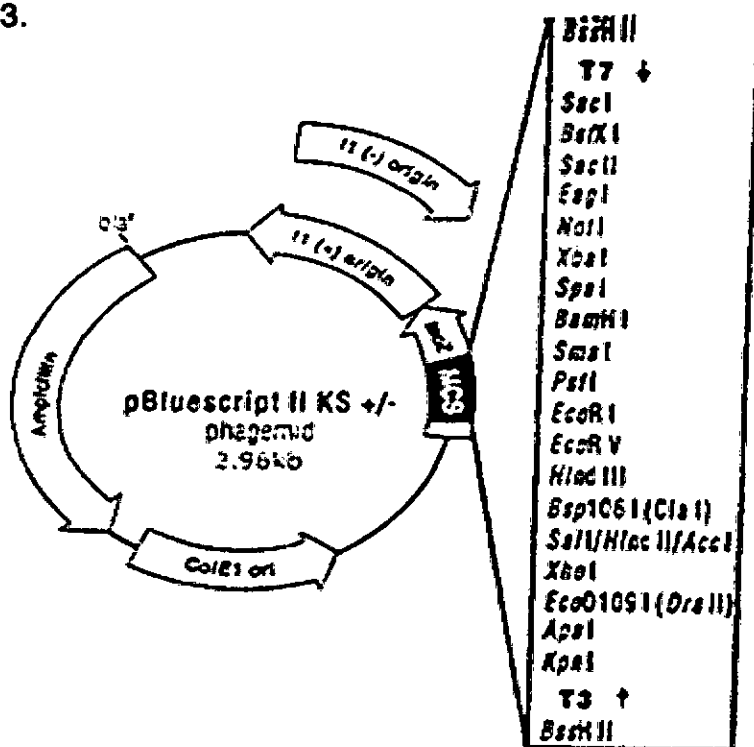 3.
BssH II
T7 ↓
Sac I
BstX I
Sac II
Eag I
Not I
Xba I
Spe I
BamH I
Sma I
Pst I
EcoR I
EcoR V
Hind III
Bsp106 I (Cla I)
Sal I/Hinc II/Acc I
Xho I
EcoO109 I (Dra II)
Apa I
Kpn I
T3 ↑
BssH II
f1 (-) origin
f1 (+) origin
lacZ
MCS
Ampicillin
pBluescript II KS +/-
phagemid
2.96kb
ColE1 ori